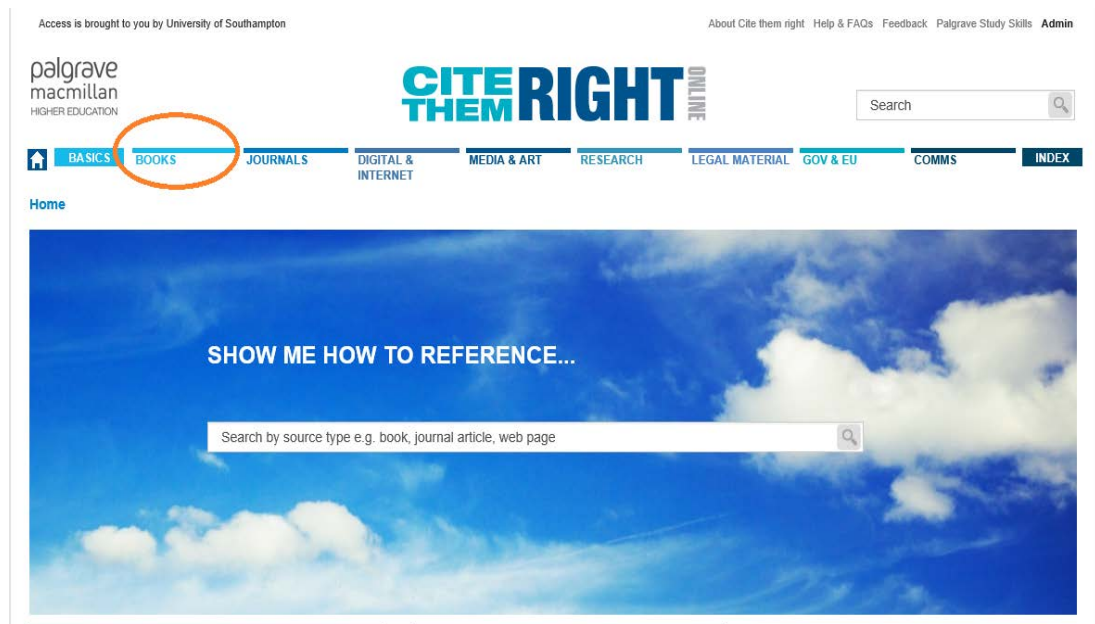 Access is brought to you by University of Southampton
About Cite them right Help & FAQs Feedback Palgrave Study Skills Admin
palgrave
macmillan
HIGHER EDUCATION
CITE
THEM RIGHT ONLINE
Search
BASICS BOOKS JOURNALS DIGITAL & MEDIA & ART RESEARCH LEGAL MATERIAL GOV & EU COMMS INDEX
INTERNET
Home
SHOW ME HOW TO REFERENCE...
Search by source type e.g. book, journal article, web page